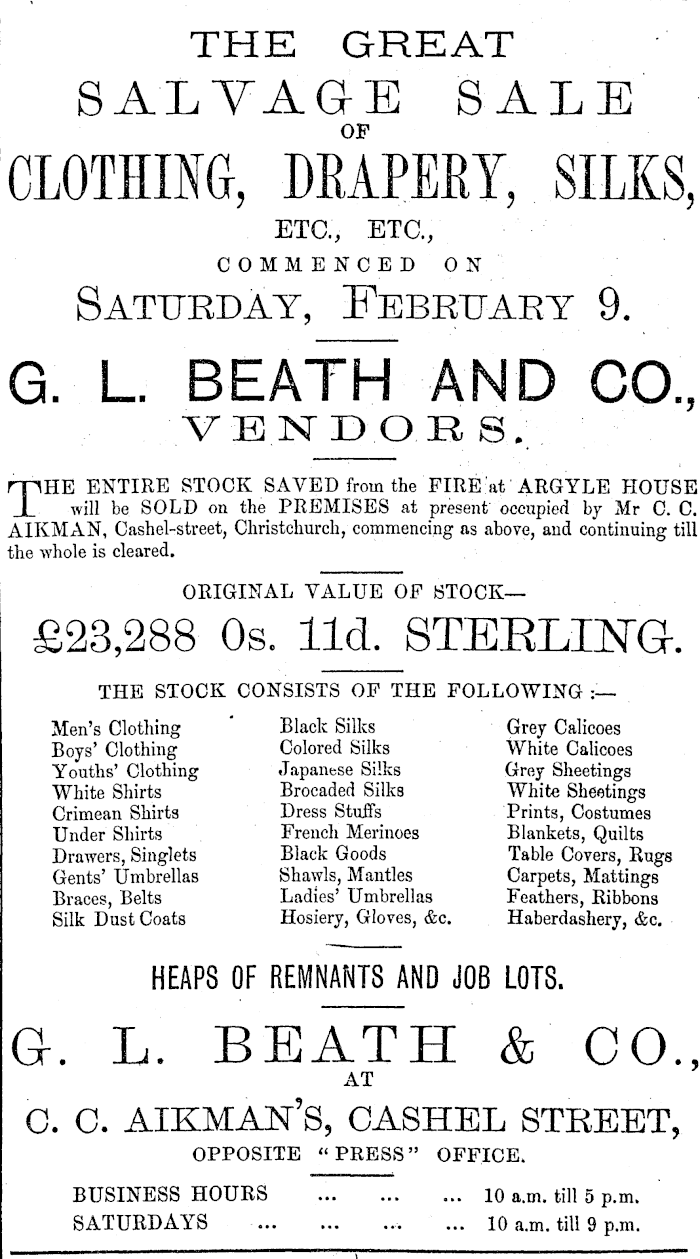 THE GREAT
SALVAGE SALE
OF
CLOTHING, DRAPERY, SILKS,
ETC., ETC.,
COMMENCED ON
SATURDAY, FEBRUARY 9.
G. L. BEATH AND CO.,
VENDORS.
THE ENTIRE STOCK SAVED from the FIRE at ARGYLE HOUSE
will be SOLD on the PREMISES at present occupied by Mr C. C.
AIKMAN, Cashel-street, Christchurch, commencing as above, and continuing till
the whole is cleared.
ORIGINAL VALUE OF STOCK—
£23,288 0s. 11d. STERLING.
THE STOCK CONSISTS OF THE FOLLOWING :—
Men's Clothing
Boys' Clothing
Youths' Clothing
White Shirts
Crimean Shirts
Under Shirts
Drawers, Singlets
Gents' Umbrellas
Braces, Belts
Silk Dust Coats
Black Silks
Colored Silks
Japanese Silks
Brocaded Silks
Dress Stuffs
French Merinoes
Black Goods
Shawls, Mantles
Ladies' Umbrellas
Hosiery, Gloves, &c.
Grey Calicoes
White Calicoes
Grey Sheetings
White Sheetings
Prints, Costumes
Blankets, Quilts
Table Covers, Rugs
Carpets, Mattings
Feathers, Ribbons
Haberdashery, &c.
HEAPS OF REMNANTS AND JOB LOTS.
G. L. BEATH & CO.,
AT
C. C. AIKMAN'S, CASHEL STREET,
OPPOSITE "PRESS" OFFICE.
BUSINESS HOURS ... ... ... 10 a.m. till 5 p.m.
SATURDAYS ... ... ... ... 10 a.m. till 9 p.m.